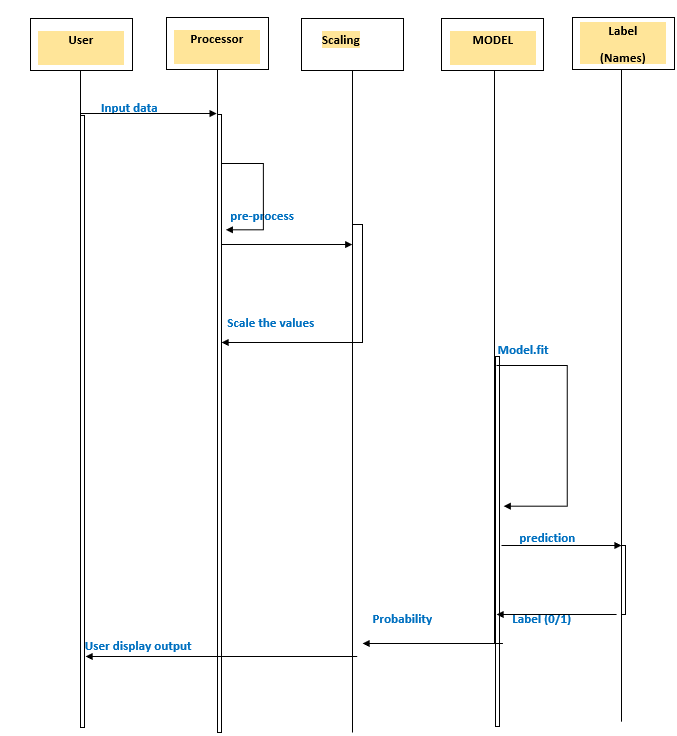 User
Processor
Scaling
MODEL
Label
(Names)
Input data
pre-process
Scale the values
Model.fit
prediction
Label (0/1)
Probability
User display output